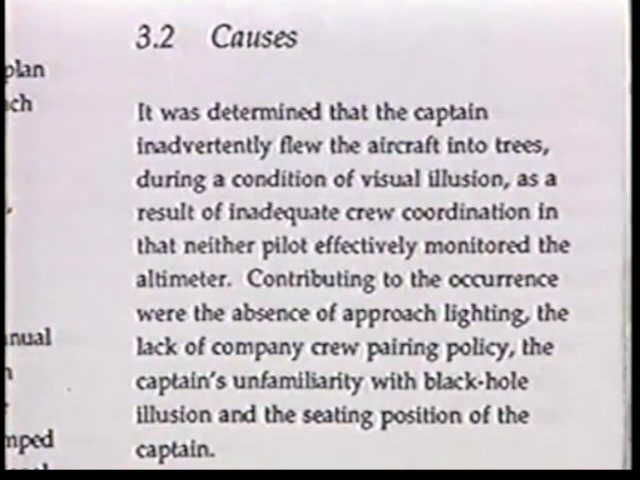 3.2 Causes
plan
ach
It was determined that the captain
inadvertently flew the aircraft into trees,
during a condition of visual illusion, as a
result of inadequate crew coordination in
that neither pilot effectively monitored the
altimeter. Contributing to the occurrence
were the absence of approach lighting, the
lack of company crew pairing policy, the
captain's unfamiliarity with black-hole
illusion and the seating position of the
captain.
anual
mped